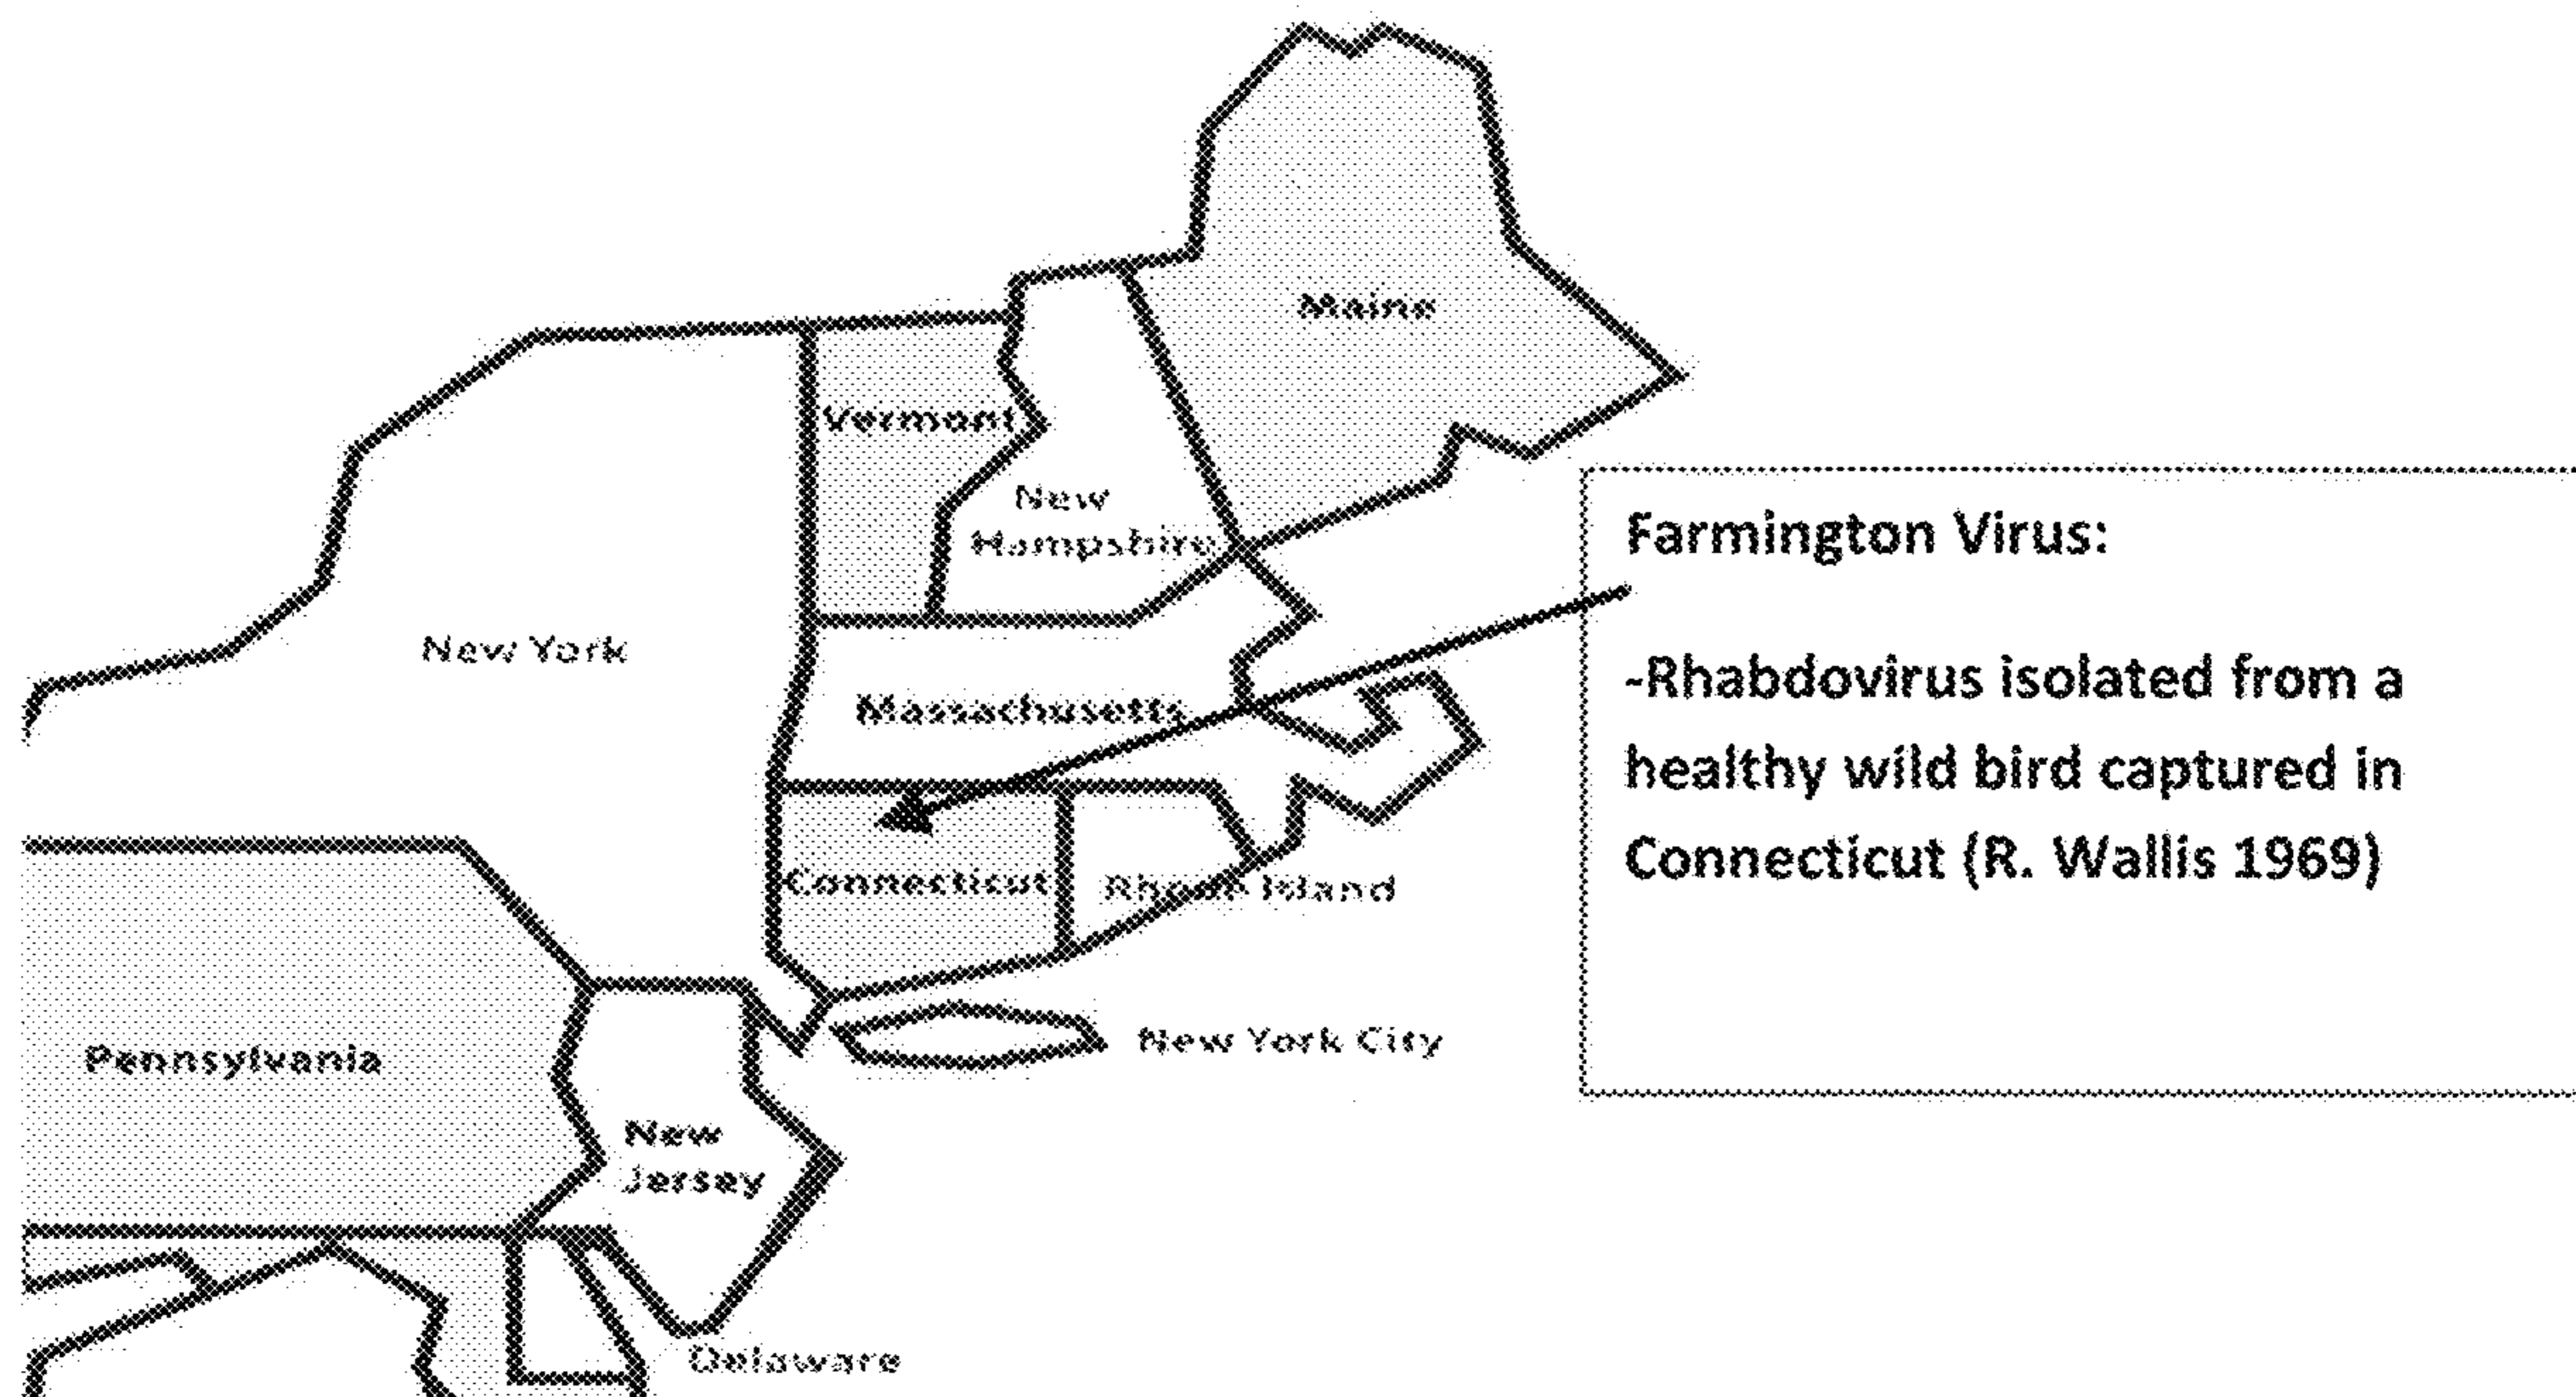 Maine
Vermont
New
Hampshire
New York
Massachusetts
Connecticut
Rhode Island
New York City
Pennsylvania
New
Jersey
Delaware
Farmington Virus:
-Rhabdovirus isolated from a
healthy wild bird captured in
Connecticut (R. Wallis 1969)